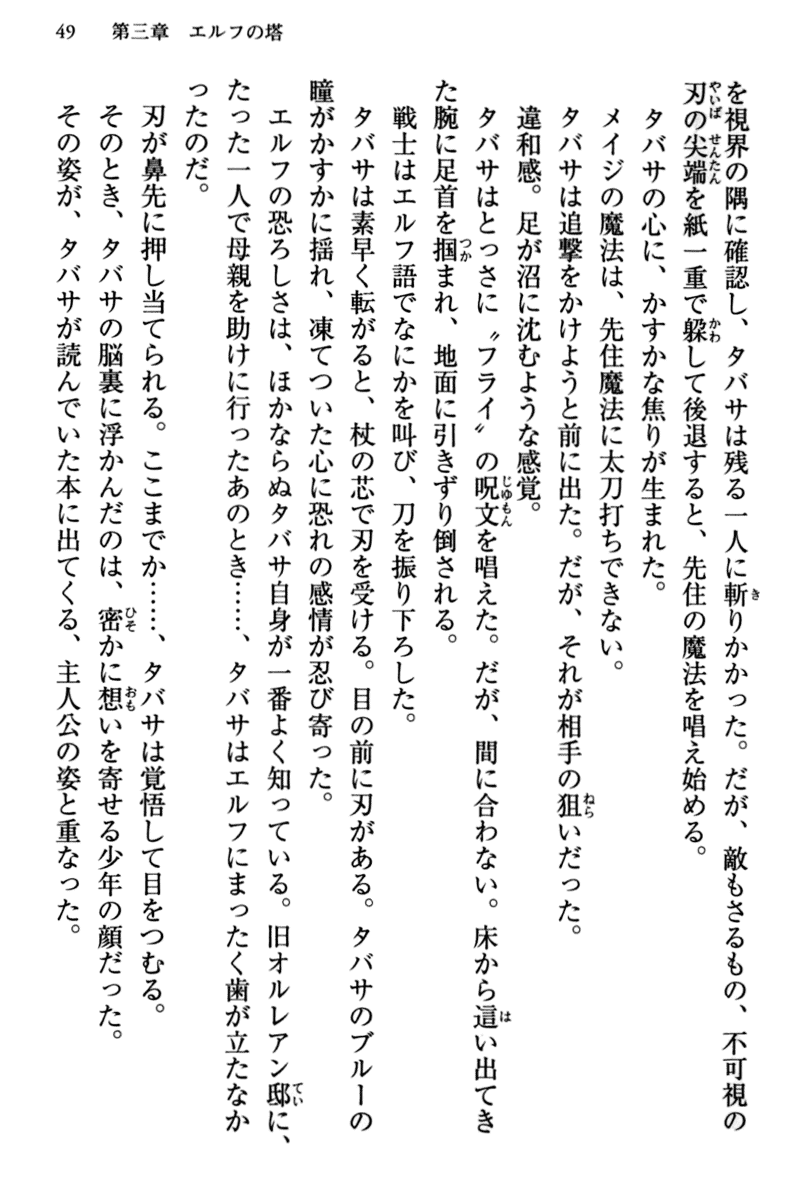 49　第三章　エルフの塔
を視界の隅に確認し、タバサは残る一人に斬りかかった。だが、敵もさるもの、不可視の
刃の尖端を紙一重で躱して後退すると、先住の魔法を唱え始める。
タバサの心に、かすかな焦りが生まれた。
メイジの魔法は、先住魔法に太刀打ちできない。
タバサは追撃をかけようと前に出た。だが、それが相手の狙いだった。
違和感。足が沼に沈むような感覚。
タバサはとっさに〝フライ〟の呪文を唱えた。だが、間に合わない。床から這い出てき
た腕に足首を掴まれ、地面に引きずり倒される。
戦士はエルフ語でなにかを叫び、刀を振り下ろした。
タバサは素早く転がると、杖の芯で刃を受ける。目の前に刃がある。タバサのブルーの
瞳がかすかに揺れ、凍てついた心に恐れの感情が忍び寄った。
エルフの恐ろしさは、ほかならぬタバサ自身が一番よく知っている。旧オルレアン邸に、
たった一人で母親を助けに行ったあのとき……、タバサはエルフにまったく歯が立たなか
ったのだ。
刃が鼻先に押し当てられる。ここまでか……、タバサは覚悟して目をつむる。
そのとき、タバサの脳裏に浮かんだのは、密かに想いを寄せる少年の顔だった。
その姿が、タバサが読んでいた本に出てくる、主人公の姿と重なった。